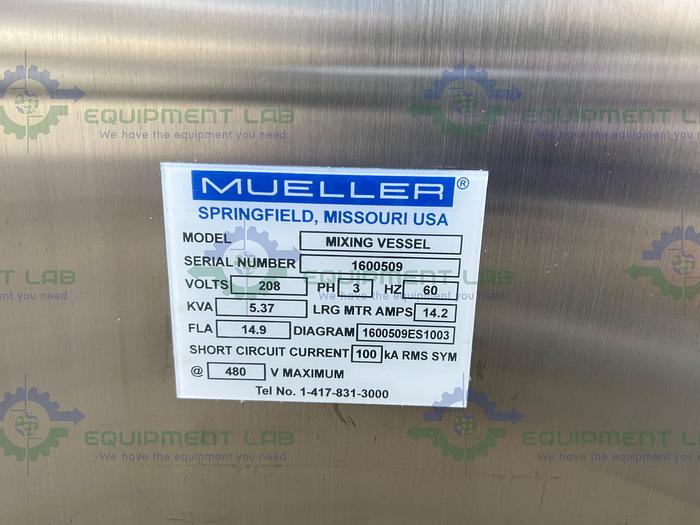 EQUIPMENT LAB EQUIPMENT LAB
We have the equipment you need We have the equipment you need
MUELLER®
SPRINGFIELD, MISSOURI USA
MODEL MIXING VESSEL
SERIAL NUMBER 1600509
VOLTS 208 PH 3 HZ 60
KVA 5.37 LRG MTR AMPS 14.2
FLA 14.9 DIAGRAM 1600509ES1003
SHORT CIRCUIT CURRENT 100 kA RMS SYM
@ 480 V MAXIMUM
Tel No. 1-417-831-3000
EQUIPMENT LAB EQUIPMENT LAB
We have the equipment you need We have the equipment you need